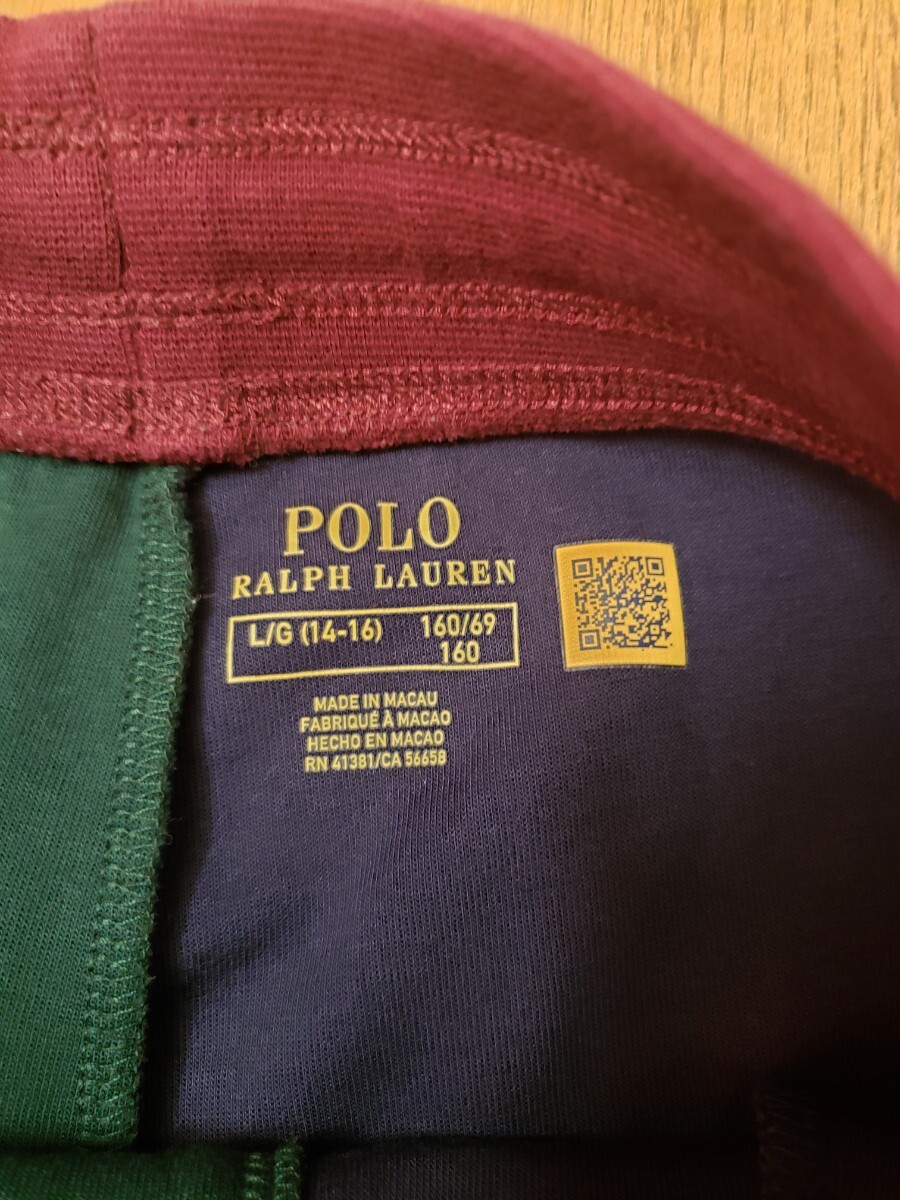 POLO
RALPH LAUREN
L/G (14-16) 160/69
160
MADE IN MACAU
FABRIQUÉ À MACAO
HECHO EN MACAO
RN 41381/CA 56658